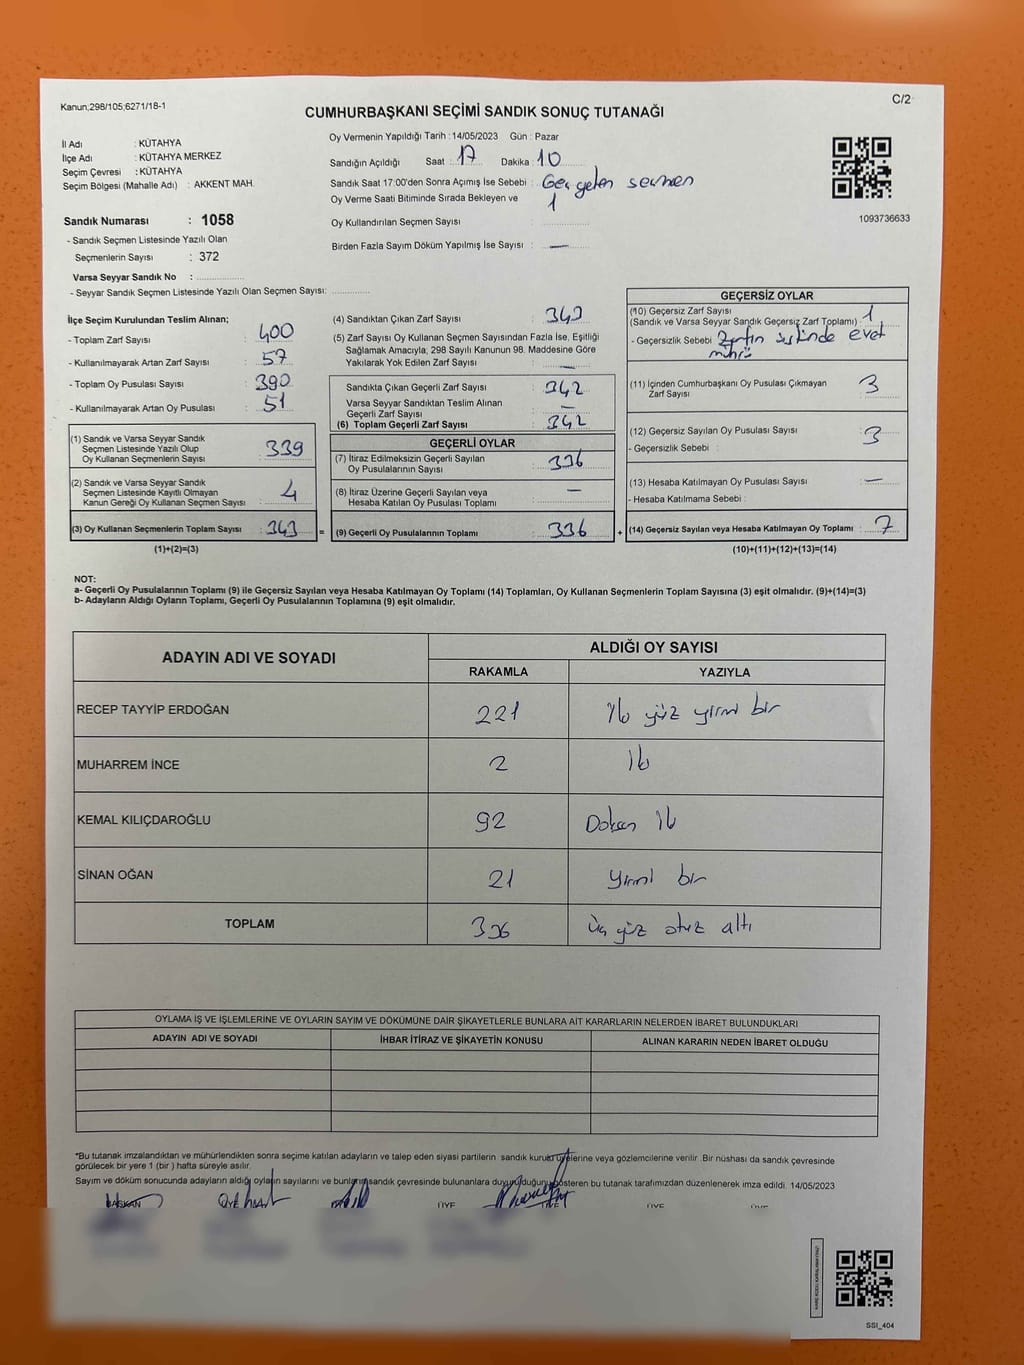 Kanun;298/105;6271/18-1
C/2
CUMHURBAŞKANI SEÇİMİ SANDIK SONUÇ TUTANAĞI
İl Adı : KÜTAHYA
İlçe Adı : KÜTAHYA MERKEZ
Seçim Çevresi : KÜTAHYA
Seçim Bölgesi (Mahalle Adı) : AKKENT MAH.
Sandık Numarası : 1058
- Sandık Seçmen Listesinde Yazılı Olan
Seçmenlerin Sayısı : 372
Varsa Seyyar Sandık No :
- Seyyar Sandık Seçmen Listesinde Yazılı Olan Seçmen Sayısı:
Oy Vermenin Yapıldığı Tarih : 14/05/2023 Gün : Pazar
Sandığın Açıldığı Saat : 17 Dakika : 10
Sandık Saat 17:00'den Sonra Açımış İse Sebebi : Geç gelen seçmen
Oy Verme Saati Bitiminde Sırada Bekleyen ve 1
Oy Kullandırılan Seçmen Sayısı :
Birden Fazla Sayım Döküm Yapılmış İse Sayısı : —
1093736633
İlçe Seçim Kurulundan Teslim Alınan;
- Toplam Zarf Sayısı : 400
- Kullanılmayarak Artan Zarf Sayısı : 57
- Toplam Oy Pusulası Sayısı : 390
- Kullanılmayarak Artan Oy Pusulası : 51
(1) Sandık ve Varsa Seyyar Sandık
Seçmen Listesinde Yazılı Olup
Oy Kullanan Seçmenlerin Sayısı : 339
(2) Sandık ve Varsa Seyyar Sandık
Seçmen Listesinde Kayıtlı Olmayan
Kanun Gereği Oy Kullanan Seçmen Sayısı : 4
(3) Oy Kullanan Seçmenlerin Toplam Sayısı : 343 =
(1)+(2)=(3)
(4) Sandıktan Çıkan Zarf Sayısı : 343
(5) Zarf Sayısı Oy Kullanan Seçmen Sayısından Fazla İse, Eşitliği
Sağlamak Amacıyla; 298 Sayılı Kanunun 98. Maddesine Göre
Yakılarak Yok Edilen Zarf Sayısı : —
Sandıkta Çıkan Geçerli Zarf Sayısı : 342
Varsa Seyyar Sandıktan Teslim Alınan
Geçerli Zarf Sayısı : —
(6) Toplam Geçerli Zarf Sayısı : 342
GEÇERLİ OYLAR
(7) İtiraz Edilmeksizin Geçerli Sayılan
Oy Pusulalarının Sayısı : 336
(8) İtiraz Üzerine Geçerli Sayılan veya
Hesaba Katılan Oy Pusulası Toplamı : —
(9) Geçerli Oy Pusulalarının Toplamı : 336 +
GEÇERSİZ OYLAR
(10) Geçersiz Zarf Sayısı
(Sandık ve Varsa Seyyar Sandık Geçersiz Zarf Toplamı) : 1
- Geçersizlik Sebebi : Zarfın üstünde evet
mührü
(11) İçinden Cumhurbaşkanı Oy Pusulası Çıkmayan
Zarf Sayısı : 3
(12) Geçersiz Sayılan Oy Pusulası Sayısı : 3
- Geçersizlik Sebebi :
(13) Hesaba Katılmayan Oy Pusulası Sayısı : —
- Hesaba Katılmama Sebebi :
(14) Geçersiz Sayılan veya Hesaba Katılmayan Oy Toplamı : 7
(10)+(11)+(12)+(13)=(14)
NOT:
a- Geçerli Oy Pusulalarının Toplamı (9) ile Geçersiz Sayılan veya Hesaba Katılmayan Oy Toplamı (14) Toplamları, Oy Kullanan Seçmenlerin Toplam Sayısına (3) eşit olmalıdır. (9)+(14)=(3)
b- Adayların Aldığı Oyların Toplamı, Geçerli Oy Pusulalarının Toplamına (9) eşit olmalıdır.
ADAYIN ADI VE SOYADI
ALDIĞI OY SAYISI
RAKAMLA YAZIYLA
RECEP TAYYİP ERDOĞAN 221 iki yüz yirmi bir
MUHARREM İNCE 2 iki
KEMAL KILIÇDAROĞLU 92 Doksan iki
SİNAN OĞAN 21 yirmi bir
TOPLAM 336 üç yüz otuz altı
OYLAMA İŞ VE İŞLEMLERİNE VE OYLARIN SAYIM VE DÖKÜMÜNE DAİR ŞİKAYETLERLE BUNLARA AİT KARARLARIN NELERDEN İBARET BULUNDUKLARI
ADAYIN ADI VE SOYADI İHBAR İTİRAZ VE ŞİKAYETİN KONUSU ALINAN KARARIN NEDEN İBARET OLDUĞU
*Bu tutanak imzalandıktan ve mühürlendikten sonra seçime katılan adayların ve talep eden siyasi partilerin sandık kurulu üyelerine veya gözlemcilerine verilir. Bir nüshası da sandık çevresinde
görülecek bir yere 1 (bir ) hafta süreyle asılır.
Sayım ve döküm sonucunda adayların aldığı oyların sayılarını ve bunların sandık çevresinde bulunanlara duyurulduğunu gösteren bu tutanak tarafımızdan düzenlenerek imza edildi. 14/05/2023
BAŞKAN ÜYE ÜYE ÜYE ÜYE ÜYE
SSI_404